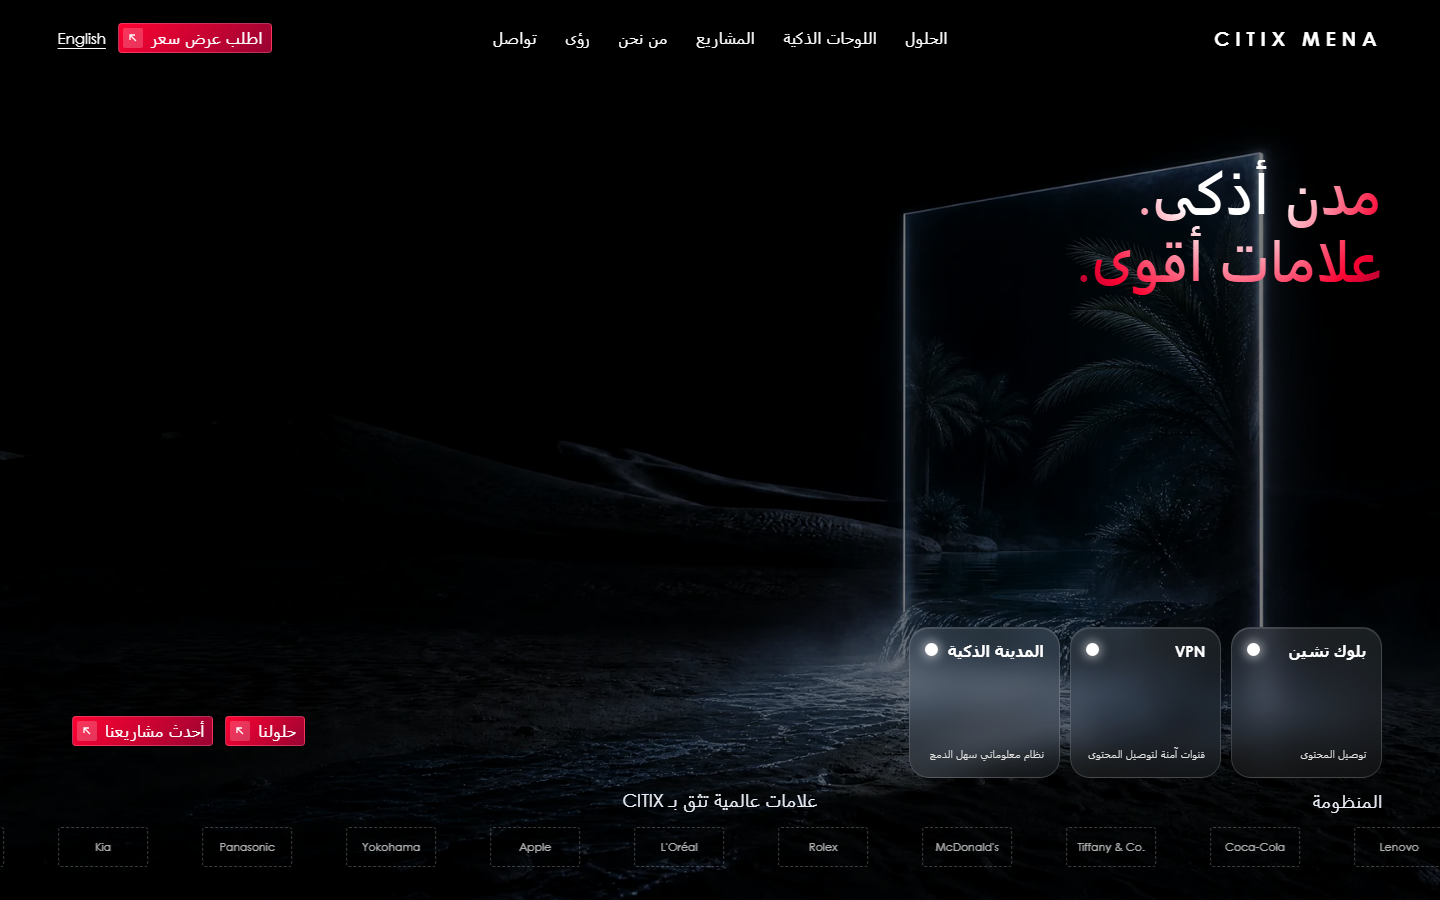 CITIX MENA
الحلول
اللوحات الذكية
المشاريع
من نحن
رؤى
تواصل
اطلب عرض سعر
English
مدن أذكى.
علامات أقوى.
بلوك تشين
توصيل المحتوى
VPN
قنوات آمنة لتوصيل المحتوى
المدينة الذكية
نظام معلوماتي سهل الدمج
حلولنا
أحدث مشاريعنا
المنظومة
علامات عالمية تثق بـ CITIX
Kia
Panasonic
Yokohama
Apple
L'Oréal
Rolex
McDonald's
Tiffany & Co.
Coca-Cola
Lenovo